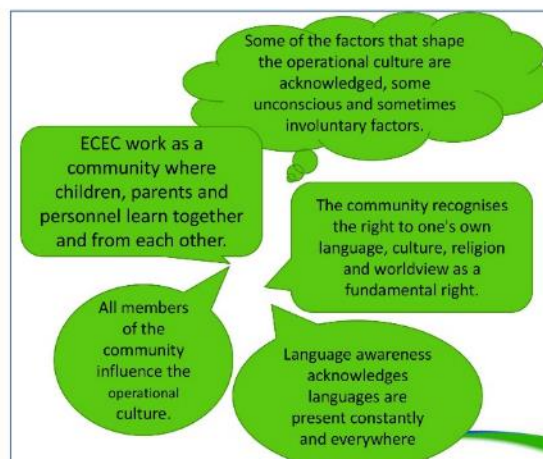 Some of the factors that shape
the operational culture are
acknowledged, some
unconscious and sometimes
involuntary factors.
ECEC work as a
community where
children, parents and
personnel learn together
and from each other.
The community recognises
the right to one's own
language, culture, religion
and worldview as a
fundamental right.
All members
of the
community
influence the
operational
culture.
Language awareness
acknowledges
languages are
present constantly
and everywhere